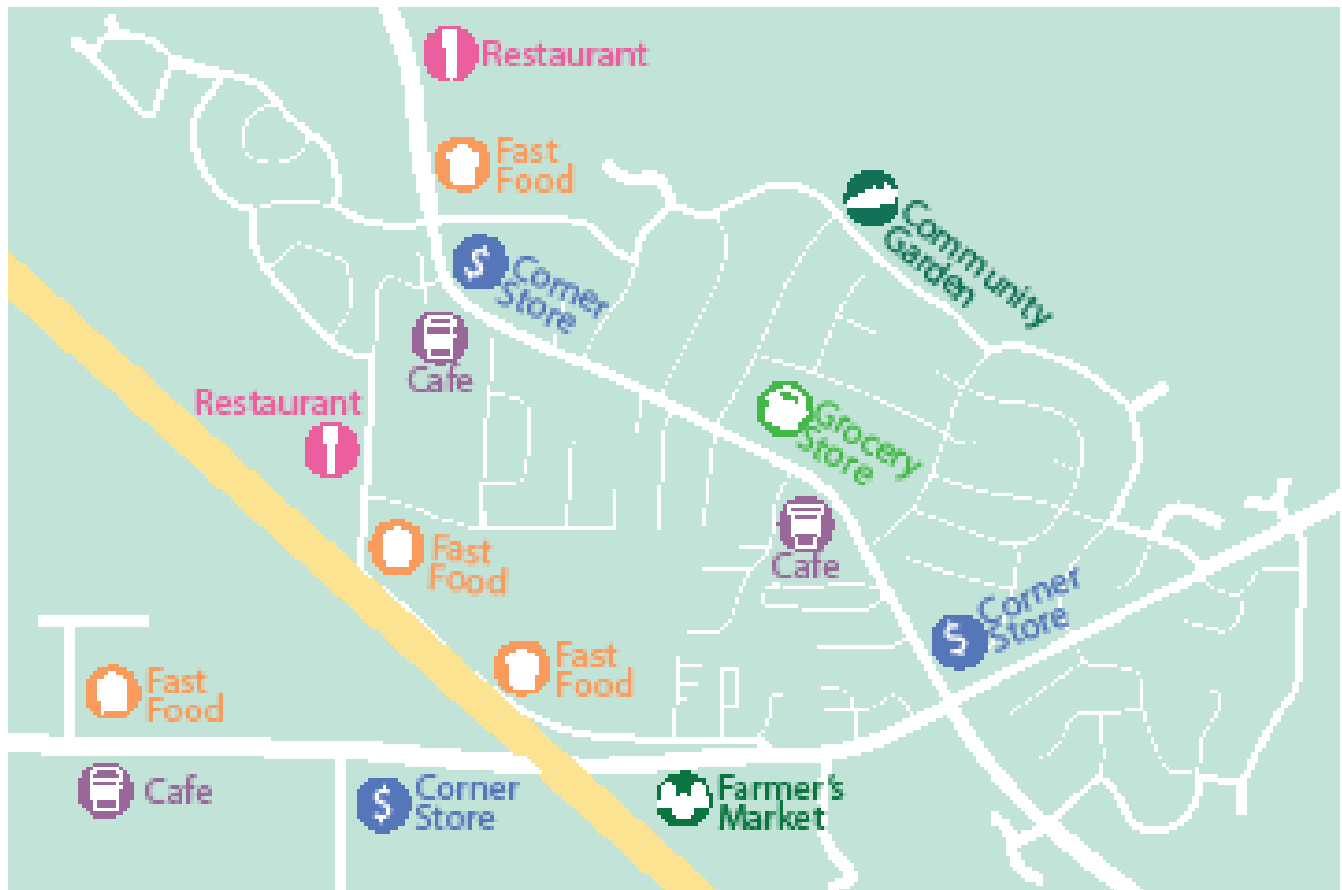 Restaurant
Fast
Food
Community
Garden
$
Corner
Store
Cafe
Restaurant
Grocery
Store
Cafe
Fast
Food
$
Corner
Store
Fast
Food
Fast
Food
Cafe
$
Corner
Store
Farmer's
Market